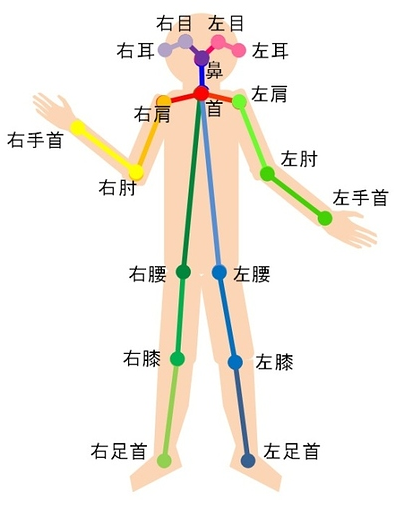 右目 左目
右耳 左耳
鼻
左肩
首
右肩
右手首
左肘
右肘
左手首
右腰 左腰
右膝 左膝
右足首 左足首